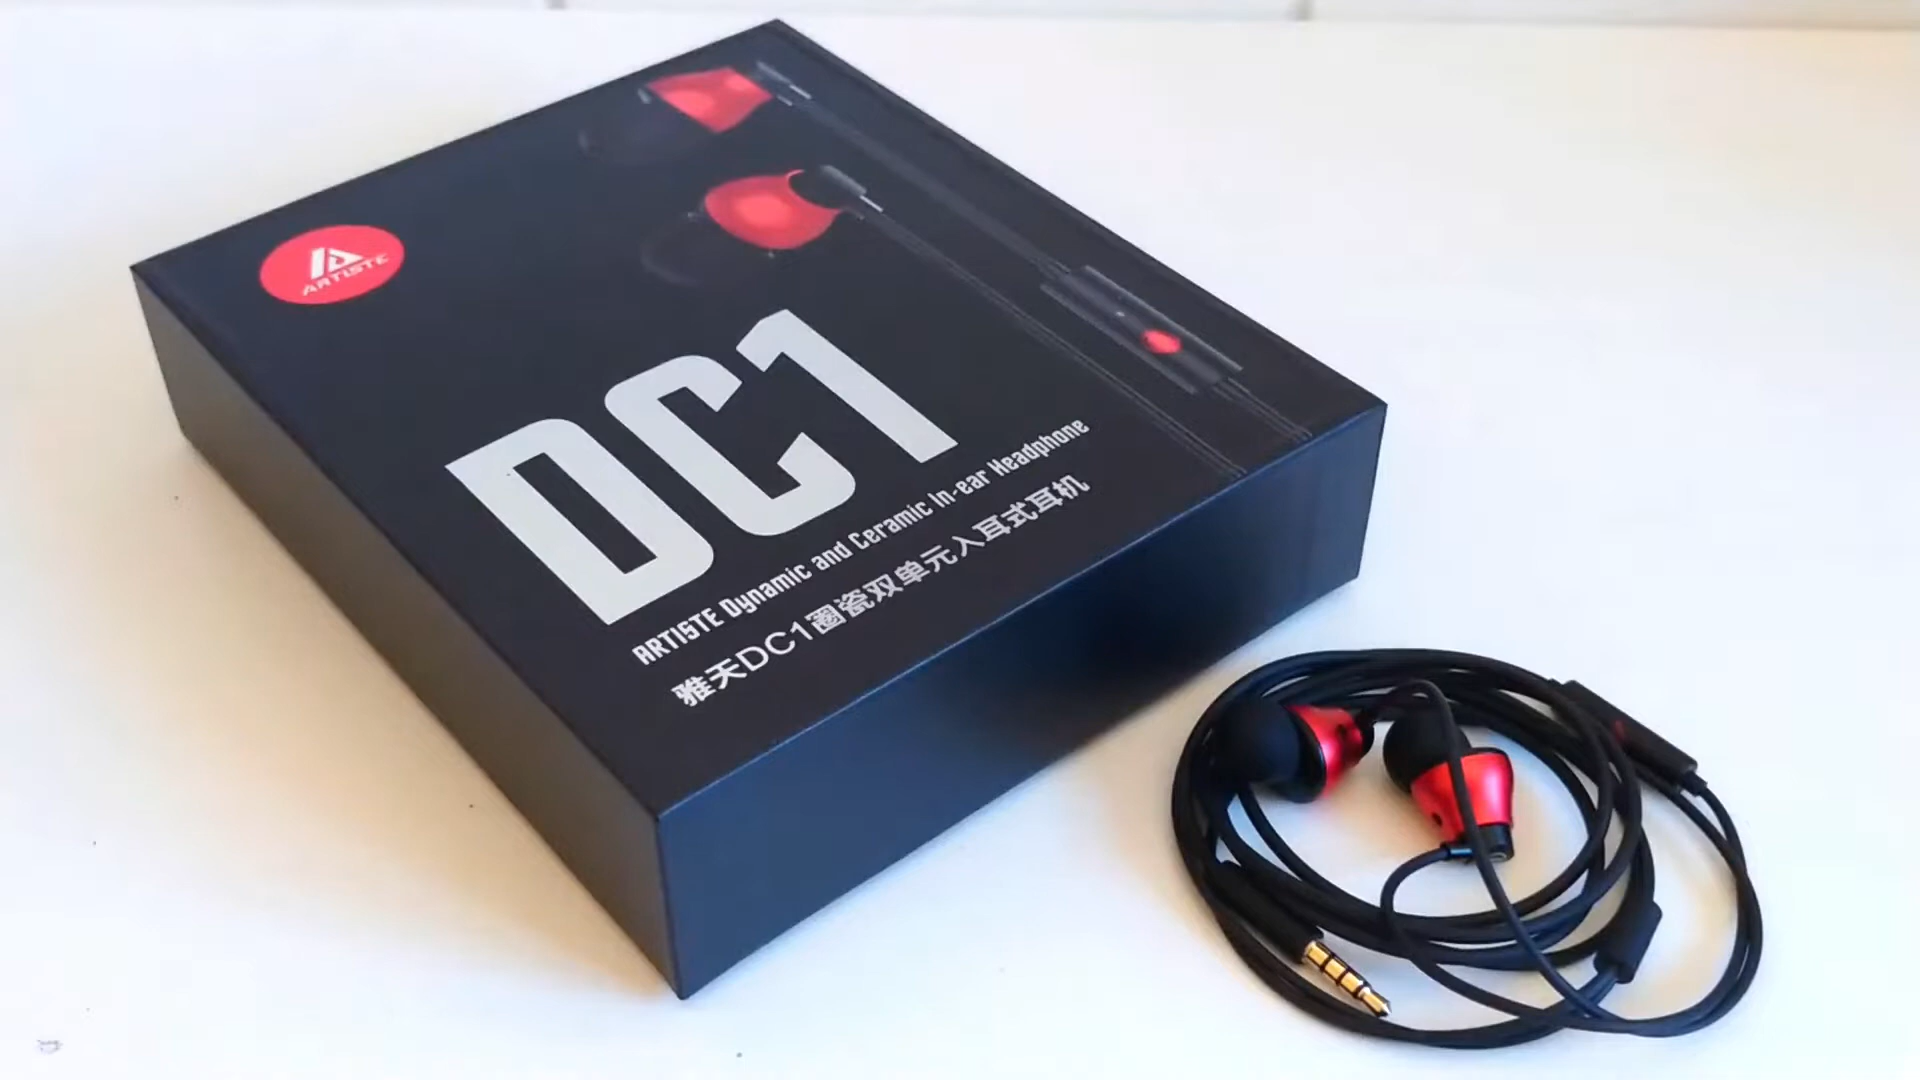 ARTISTE
DC1
ARTISTE Dynamic and Ceramic In-ear Headphone
雅天DC1圈瓷双单元入耳式耳机